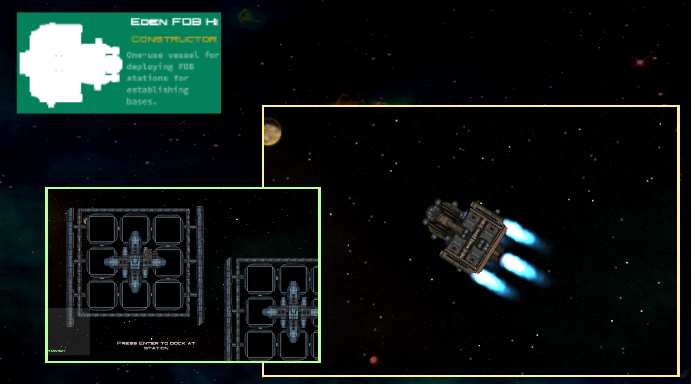 Eden FOB H
Constructor
One-use vessel for
deploying FOB
stations for
establishing
bases.
Press Enter to dock at
station